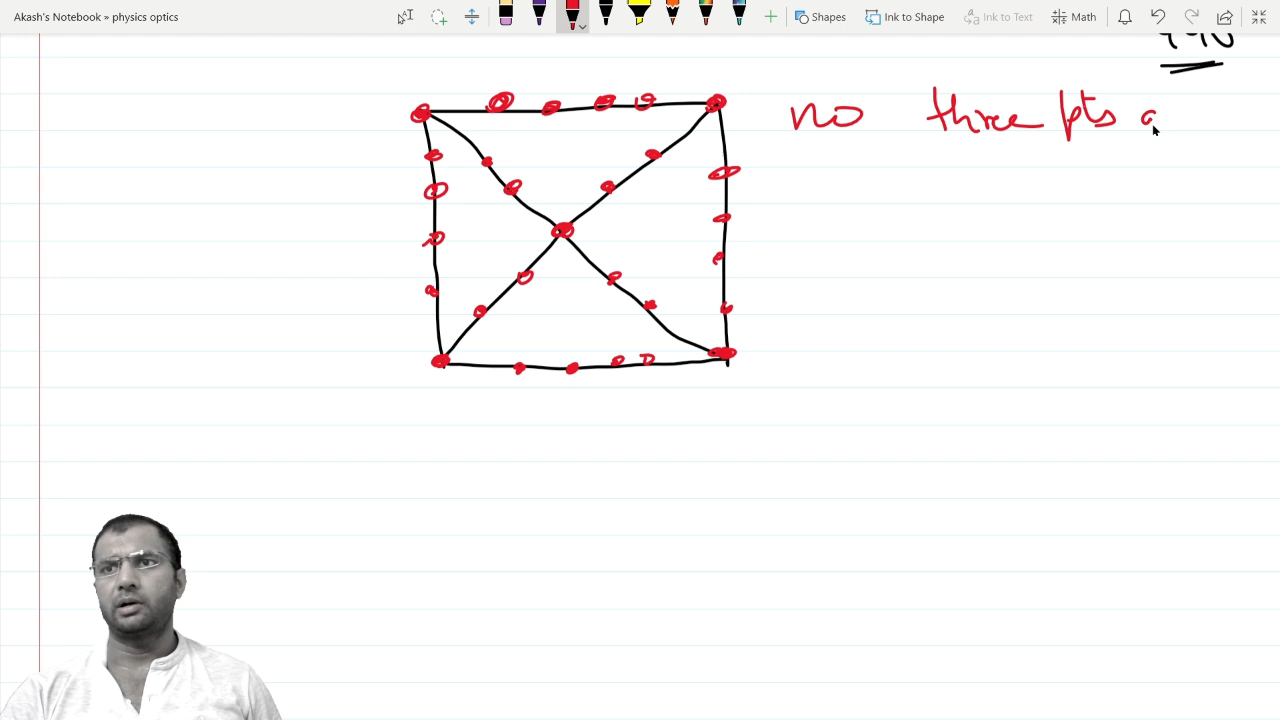 Akash's Notebook » physics optics
Shapes
Ink to Shape
Ink to Text
Math
no three pts